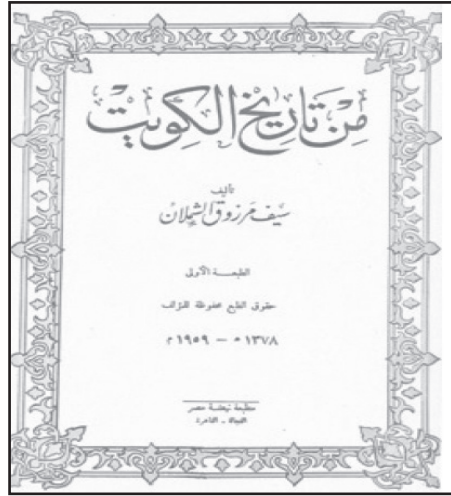 من تاريخ الكويت
تأليف
سيف مرزوق الشملان
الطبعـــة الأولى
حقوق الطبع محفوظة للمؤلف
١٣٧٨ هـ — ١٩٥٩ م
مطبعة نهضة مصر
الفجالة - القاهرة